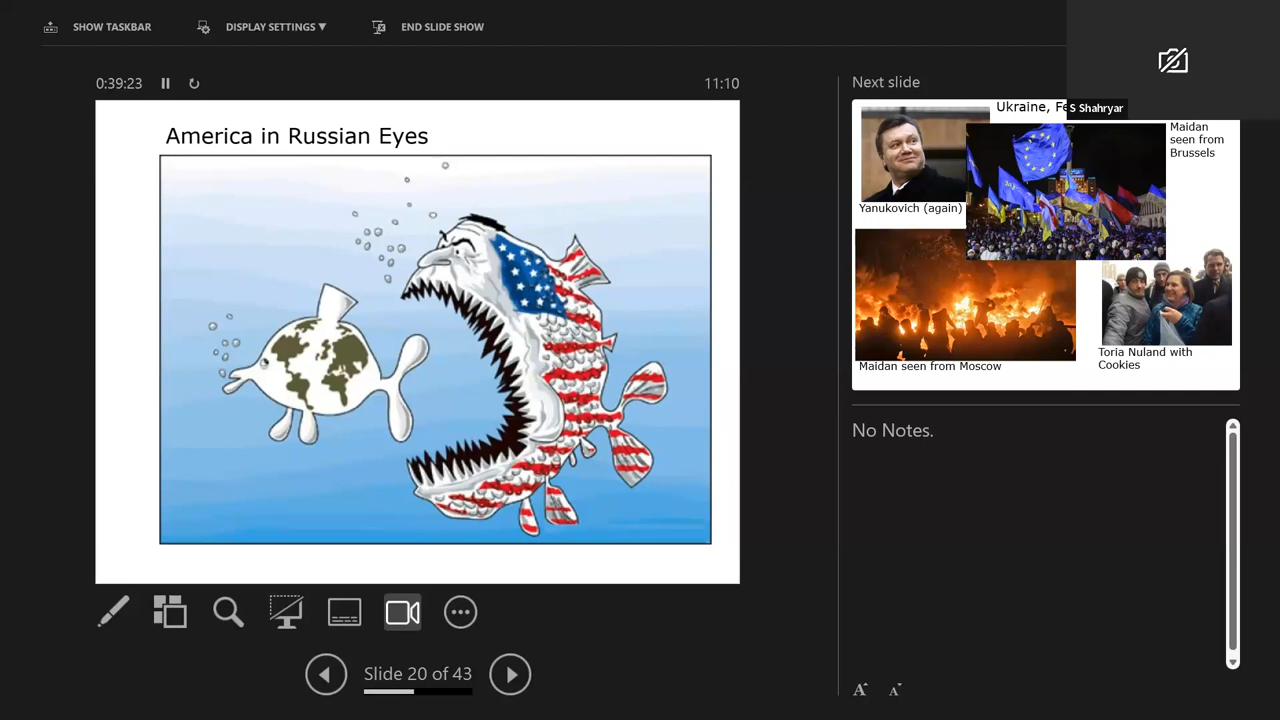 SHOW TASKBAR
DISPLAY SETTINGS ▼
END SLIDE SHOW
0:39:23
11:10
America in Russian Eyes
Slide 20 of 43
Next slide
S Shahryar
Ukraine,
Maidan
seen from
Brussels
Yanukovich (again)
Maidan seen from Moscow
Toria Nuland with
Cookies
No Notes.
A
A